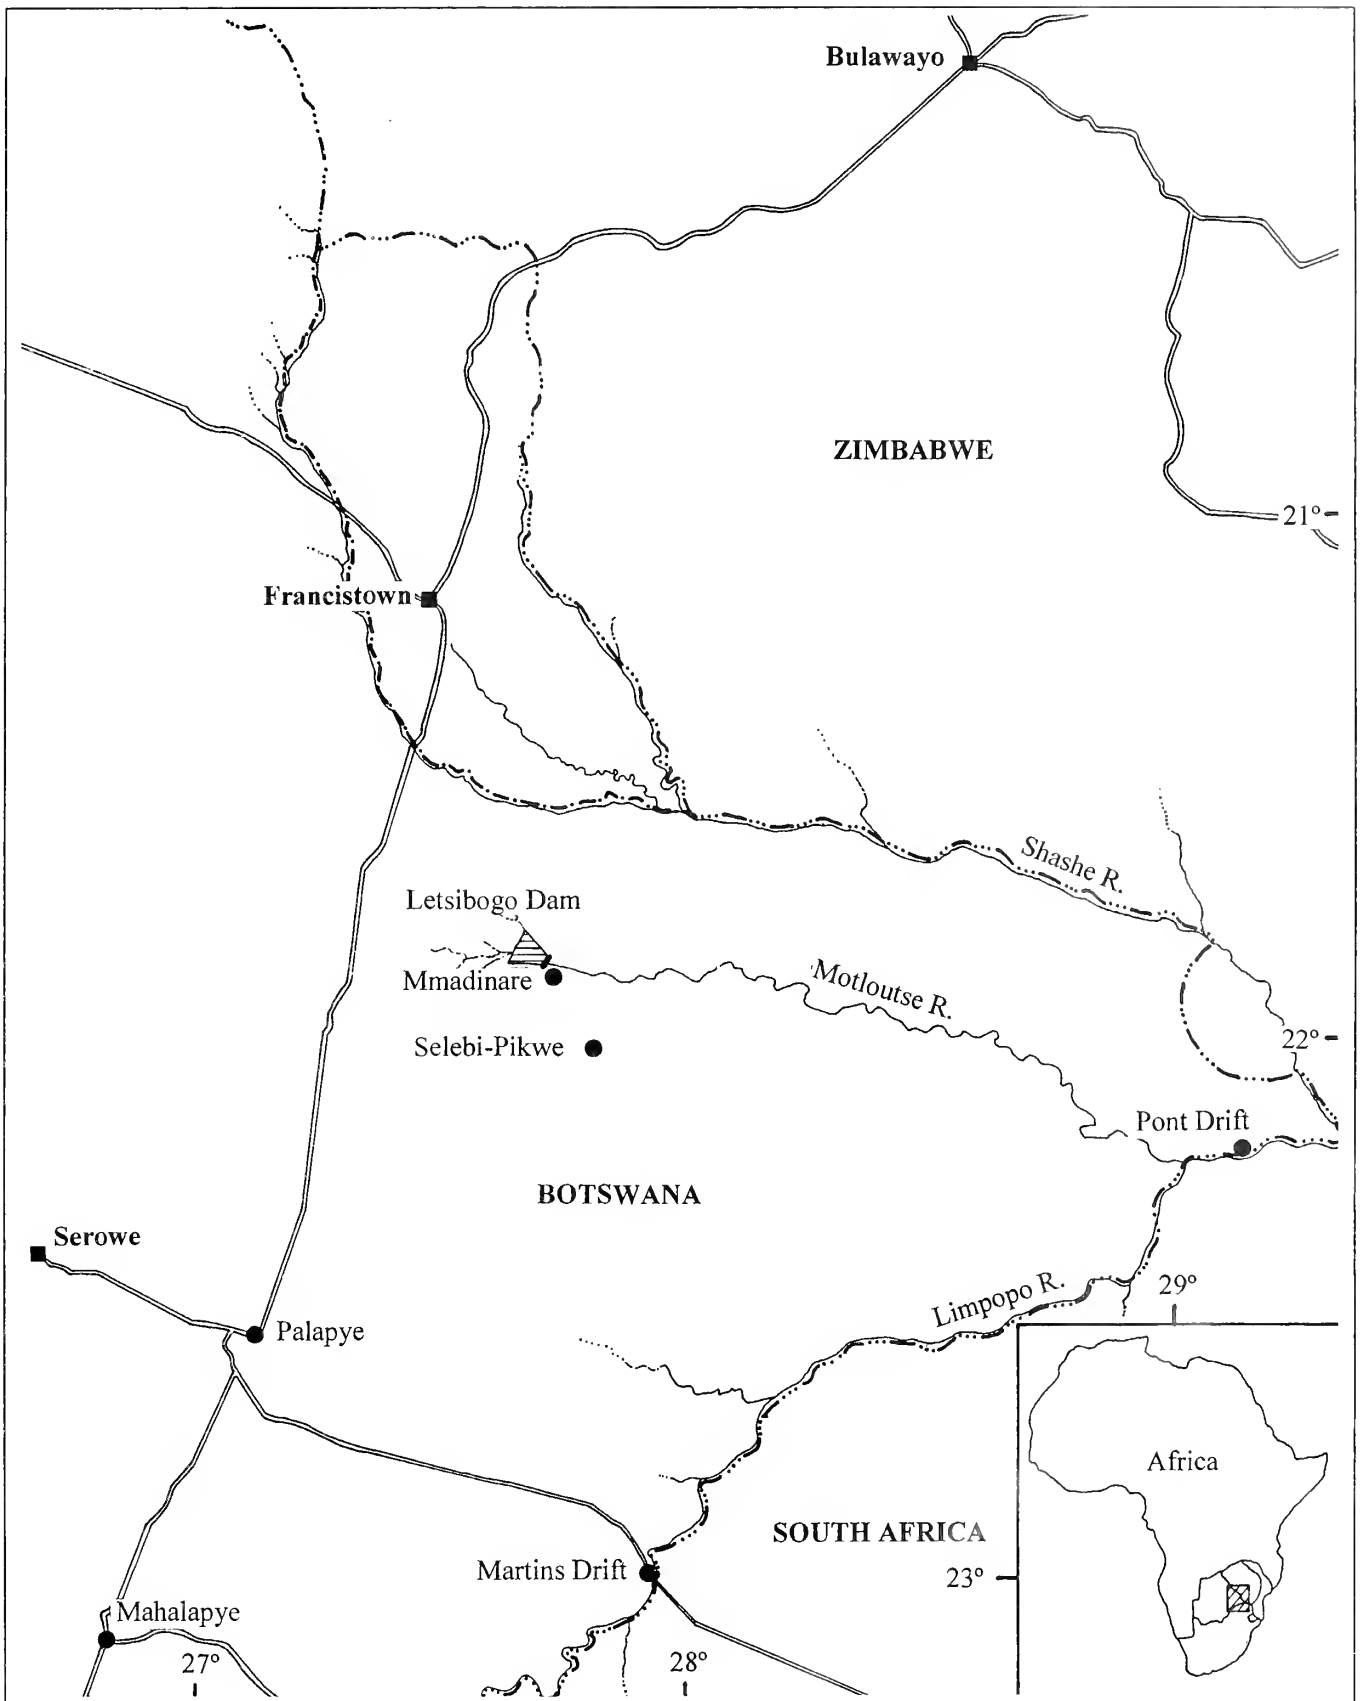 Bulawayo
ZIMBABWE
21°
Francistown
Shashe R.
Letsibogo Dam
Mmadinare
Motloutse R.
Selebi-Pikwe
22°
Pont Drift
BOTSWANA
Serowe
Limpopo R.
29°
Palapye
Africa
SOUTH AFRICA
Martins Drift
23°
Mahalapye
27°
28°